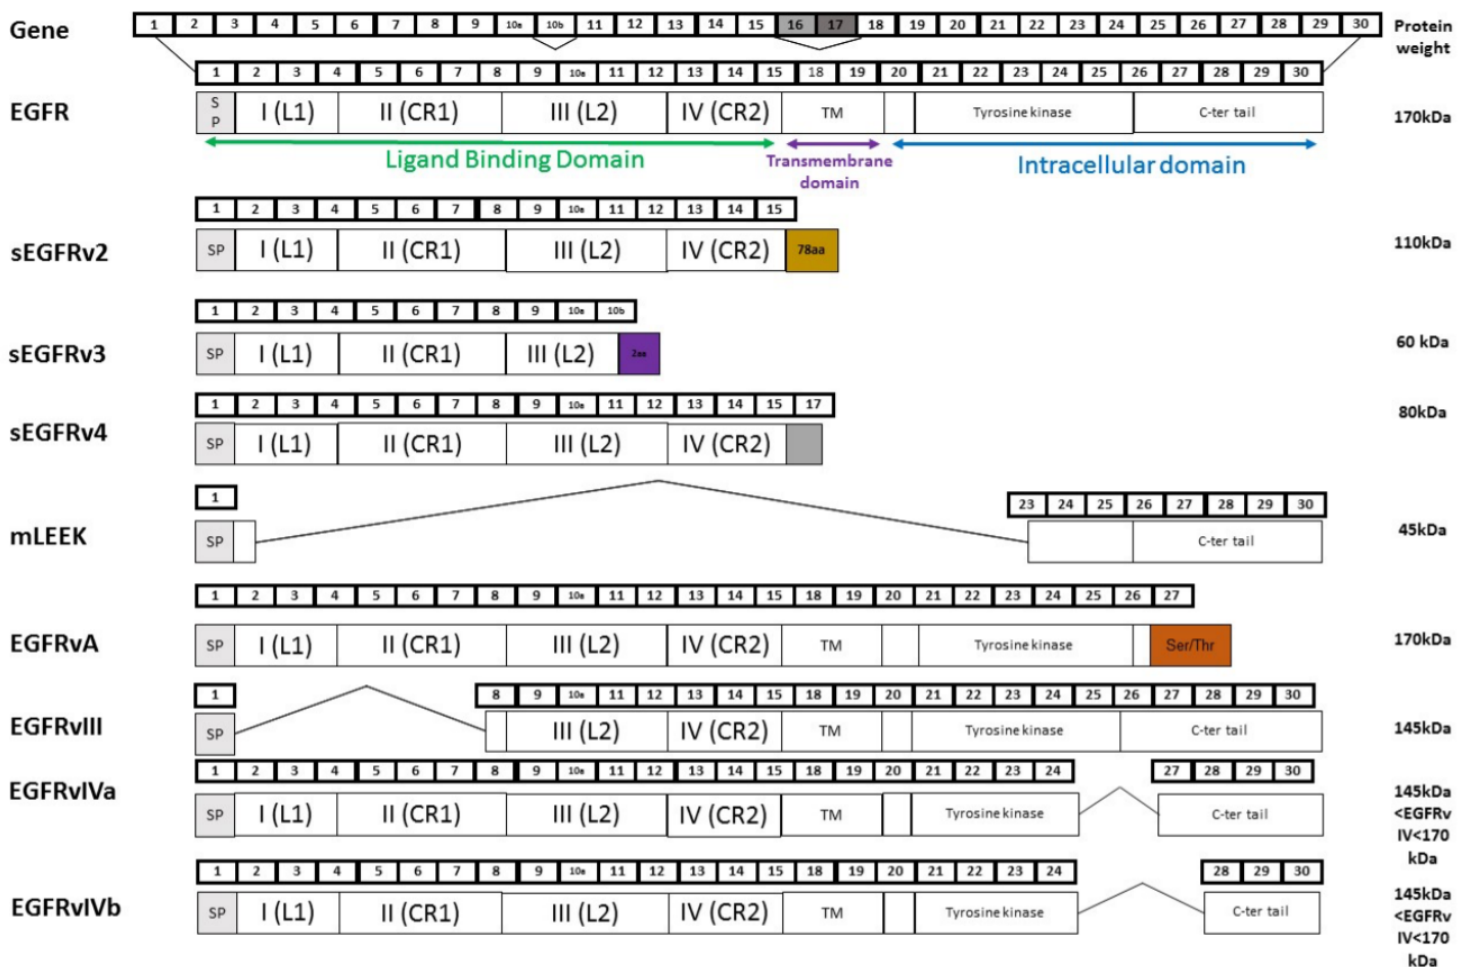 Gene 1 2 3 4 5 6 7 8 9 10a 10b 11 12 13 14 15 16 17 18 19 20 21 22 23 24 25 26 27 28 29 30 Protein
weight
1 2 3 4 5 6 7 8 9 10a 11 12 13 14 15 18 19 20 21 22 23 24 25 26 27 28 29 30
EGFR S P I (L1) II (CR1) III (L2) IV (CR2) TM Tyrosine kinase C-ter tail 170kDa
Ligand Binding Domain Transmembrane domain Intracellular domain
1 2 3 4 5 6 7 8 9 10a 11 12 13 14 15
sEGFRv2 SP I (L1) II (CR1) III (L2) IV (CR2) 78aa 110kDa
1 2 3 4 5 6 7 8 9 10a 10b
sEGFRv3 SP I (L1) II (CR1) III (L2) 2aa 60 kDa
1 2 3 4 5 6 7 8 9 10a 11 12 13 14 15 17
sEGFRv4 SP I (L1) II (CR1) III (L2) IV (CR2) 80kDa
1 23 24 25 26 27 28 29 30
mLEEK SP C-ter tail 45kDa
1 2 3 4 5 6 7 8 9 10a 11 12 13 14 15 18 19 20 21 22 23 24 25 26 27
EGFRvA SP I (L1) II (CR1) III (L2) IV (CR2) TM Tyrosine kinase Ser/Thr 170kDa
1 8 9 10a 11 12 13 14 15 18 19 20 21 22 23 24 25 26 27 28 29 30
EGFRvIII SP III (L2) IV (CR2) TM Tyrosine kinase C-ter tail 145kDa
1 2 3 4 5 6 7 8 9 10a 11 12 13 14 15 18 19 20 21 22 23 24 27 28 29 30
EGFRvIVa SP I (L1) II (CR1) III (L2) IV (CR2) TM Tyrosine kinase C-ter tail 145kDa
<EGFRv
IV<170
kDa
1 2 3 4 5 6 7 8 9 10a 11 12 13 14 15 18 19 20 21 22 23 24 28 29 30
EGFRvIVb SP I (L1) II (CR1) III (L2) IV (CR2) TM Tyrosine kinase C-ter tail 145kDa
<EGFRv
IV<170
kDa